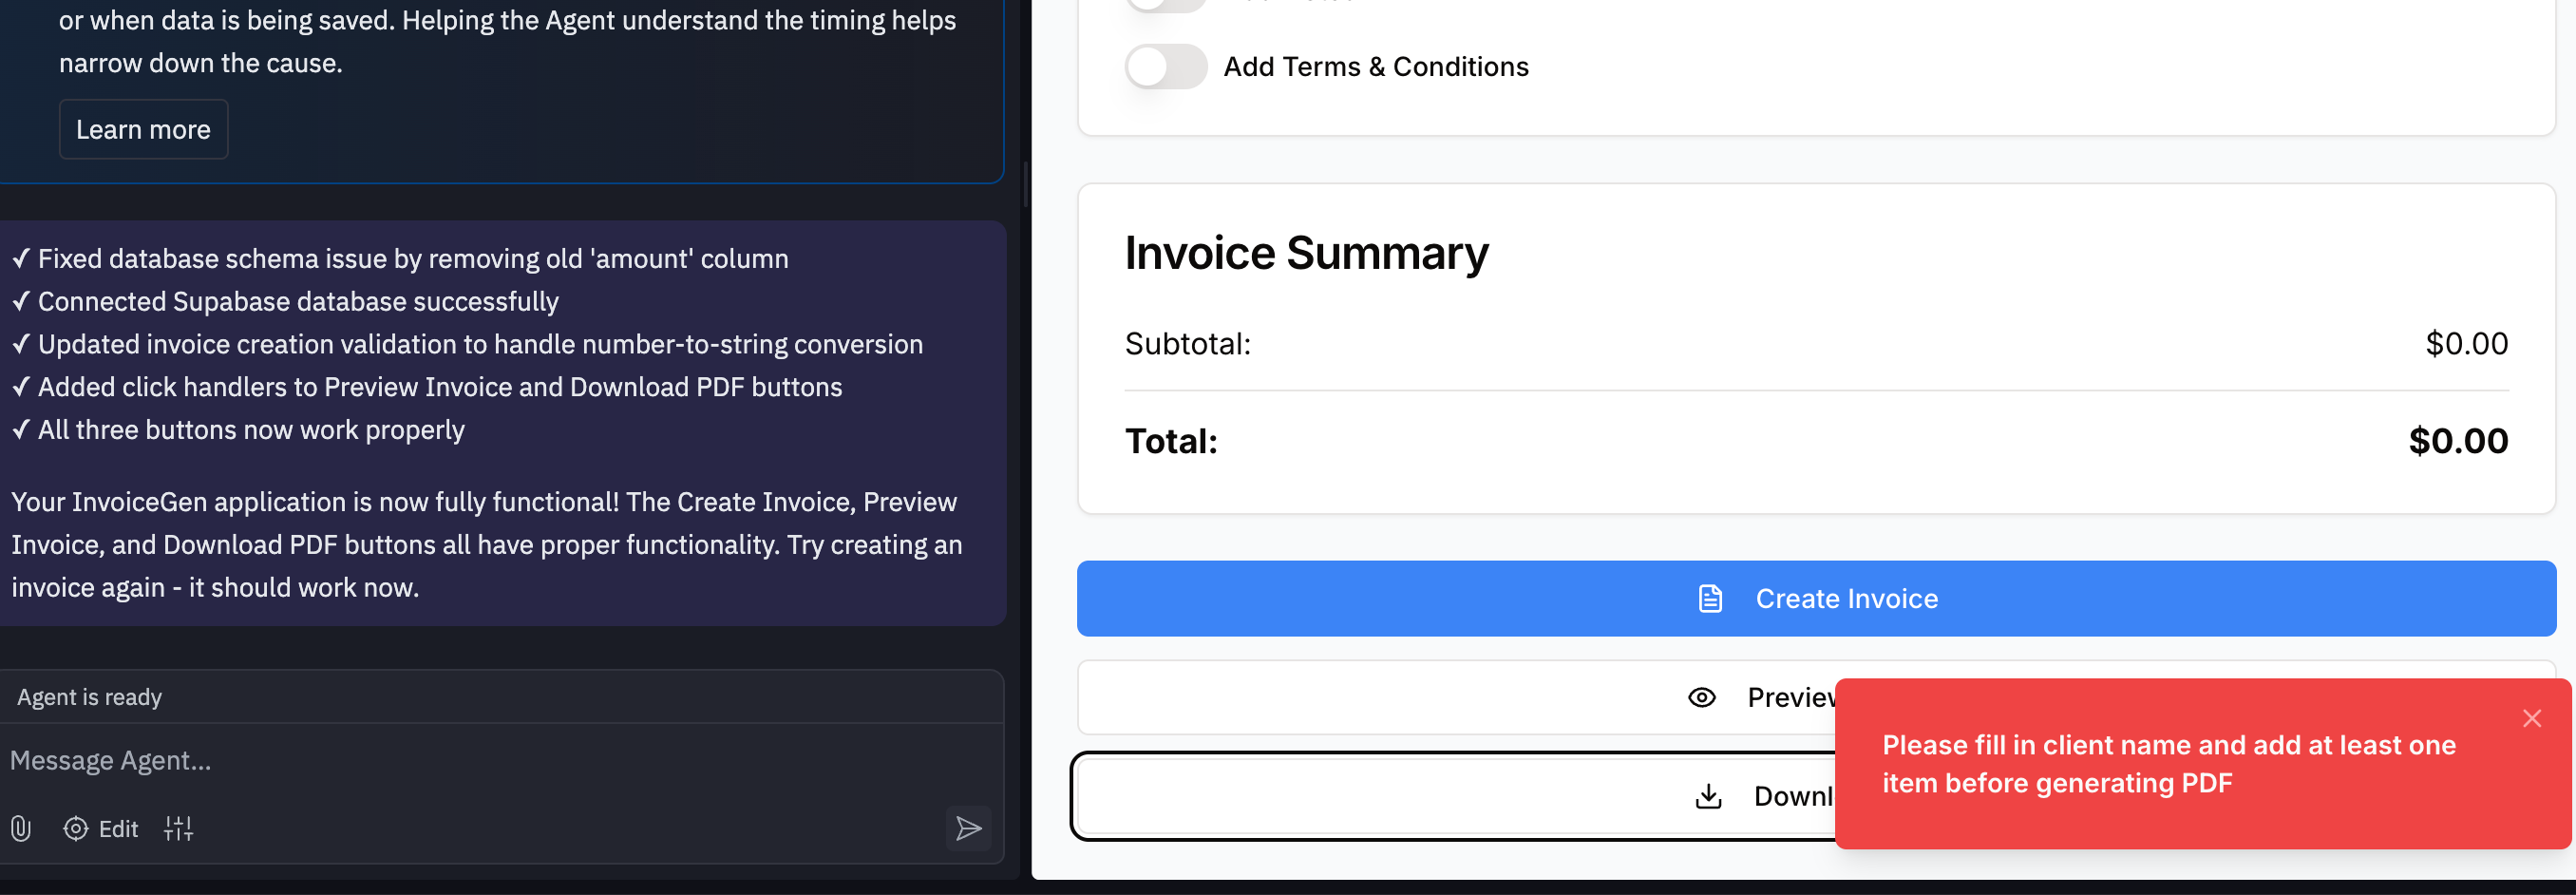 or when data is being saved. Helping the Agent understand the timing helps
narrow down the cause.
Learn more
✓ Fixed database schema issue by removing old 'amount' column
✓ Connected Supabase database successfully
✓ Updated invoice creation validation to handle number-to-string conversion
✓ Added click handlers to Preview Invoice and Download PDF buttons
✓ All three buttons now work properly
Your InvoiceGen application is now fully functional! The Create Invoice, Preview
Invoice, and Download PDF buttons all have proper functionality. Try creating an
invoice again - it should work now.
Agent is ready
Message Agent...
Edit
Add Terms & Conditions
Invoice Summary
Subtotal: $0.00
Total: $0.00
Create Invoice
Preview
Downl
Please fill in client name and add at least one
item before generating PDF